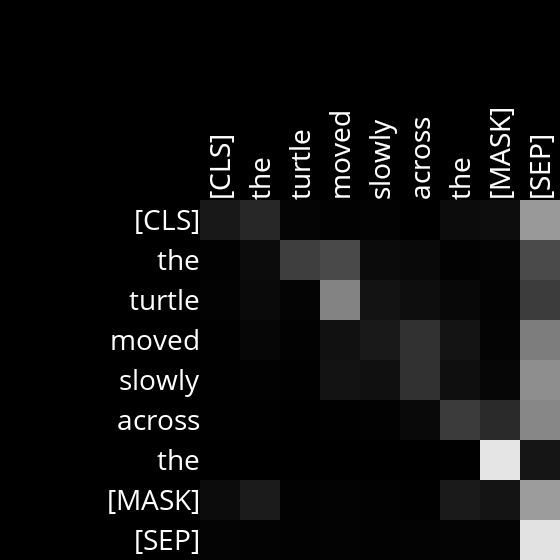 [CLS] the turtle moved slowly across the [MASK] [SEP]
[CLS]
the
turtle
moved
slowly
across
the
[MASK]
[SEP]